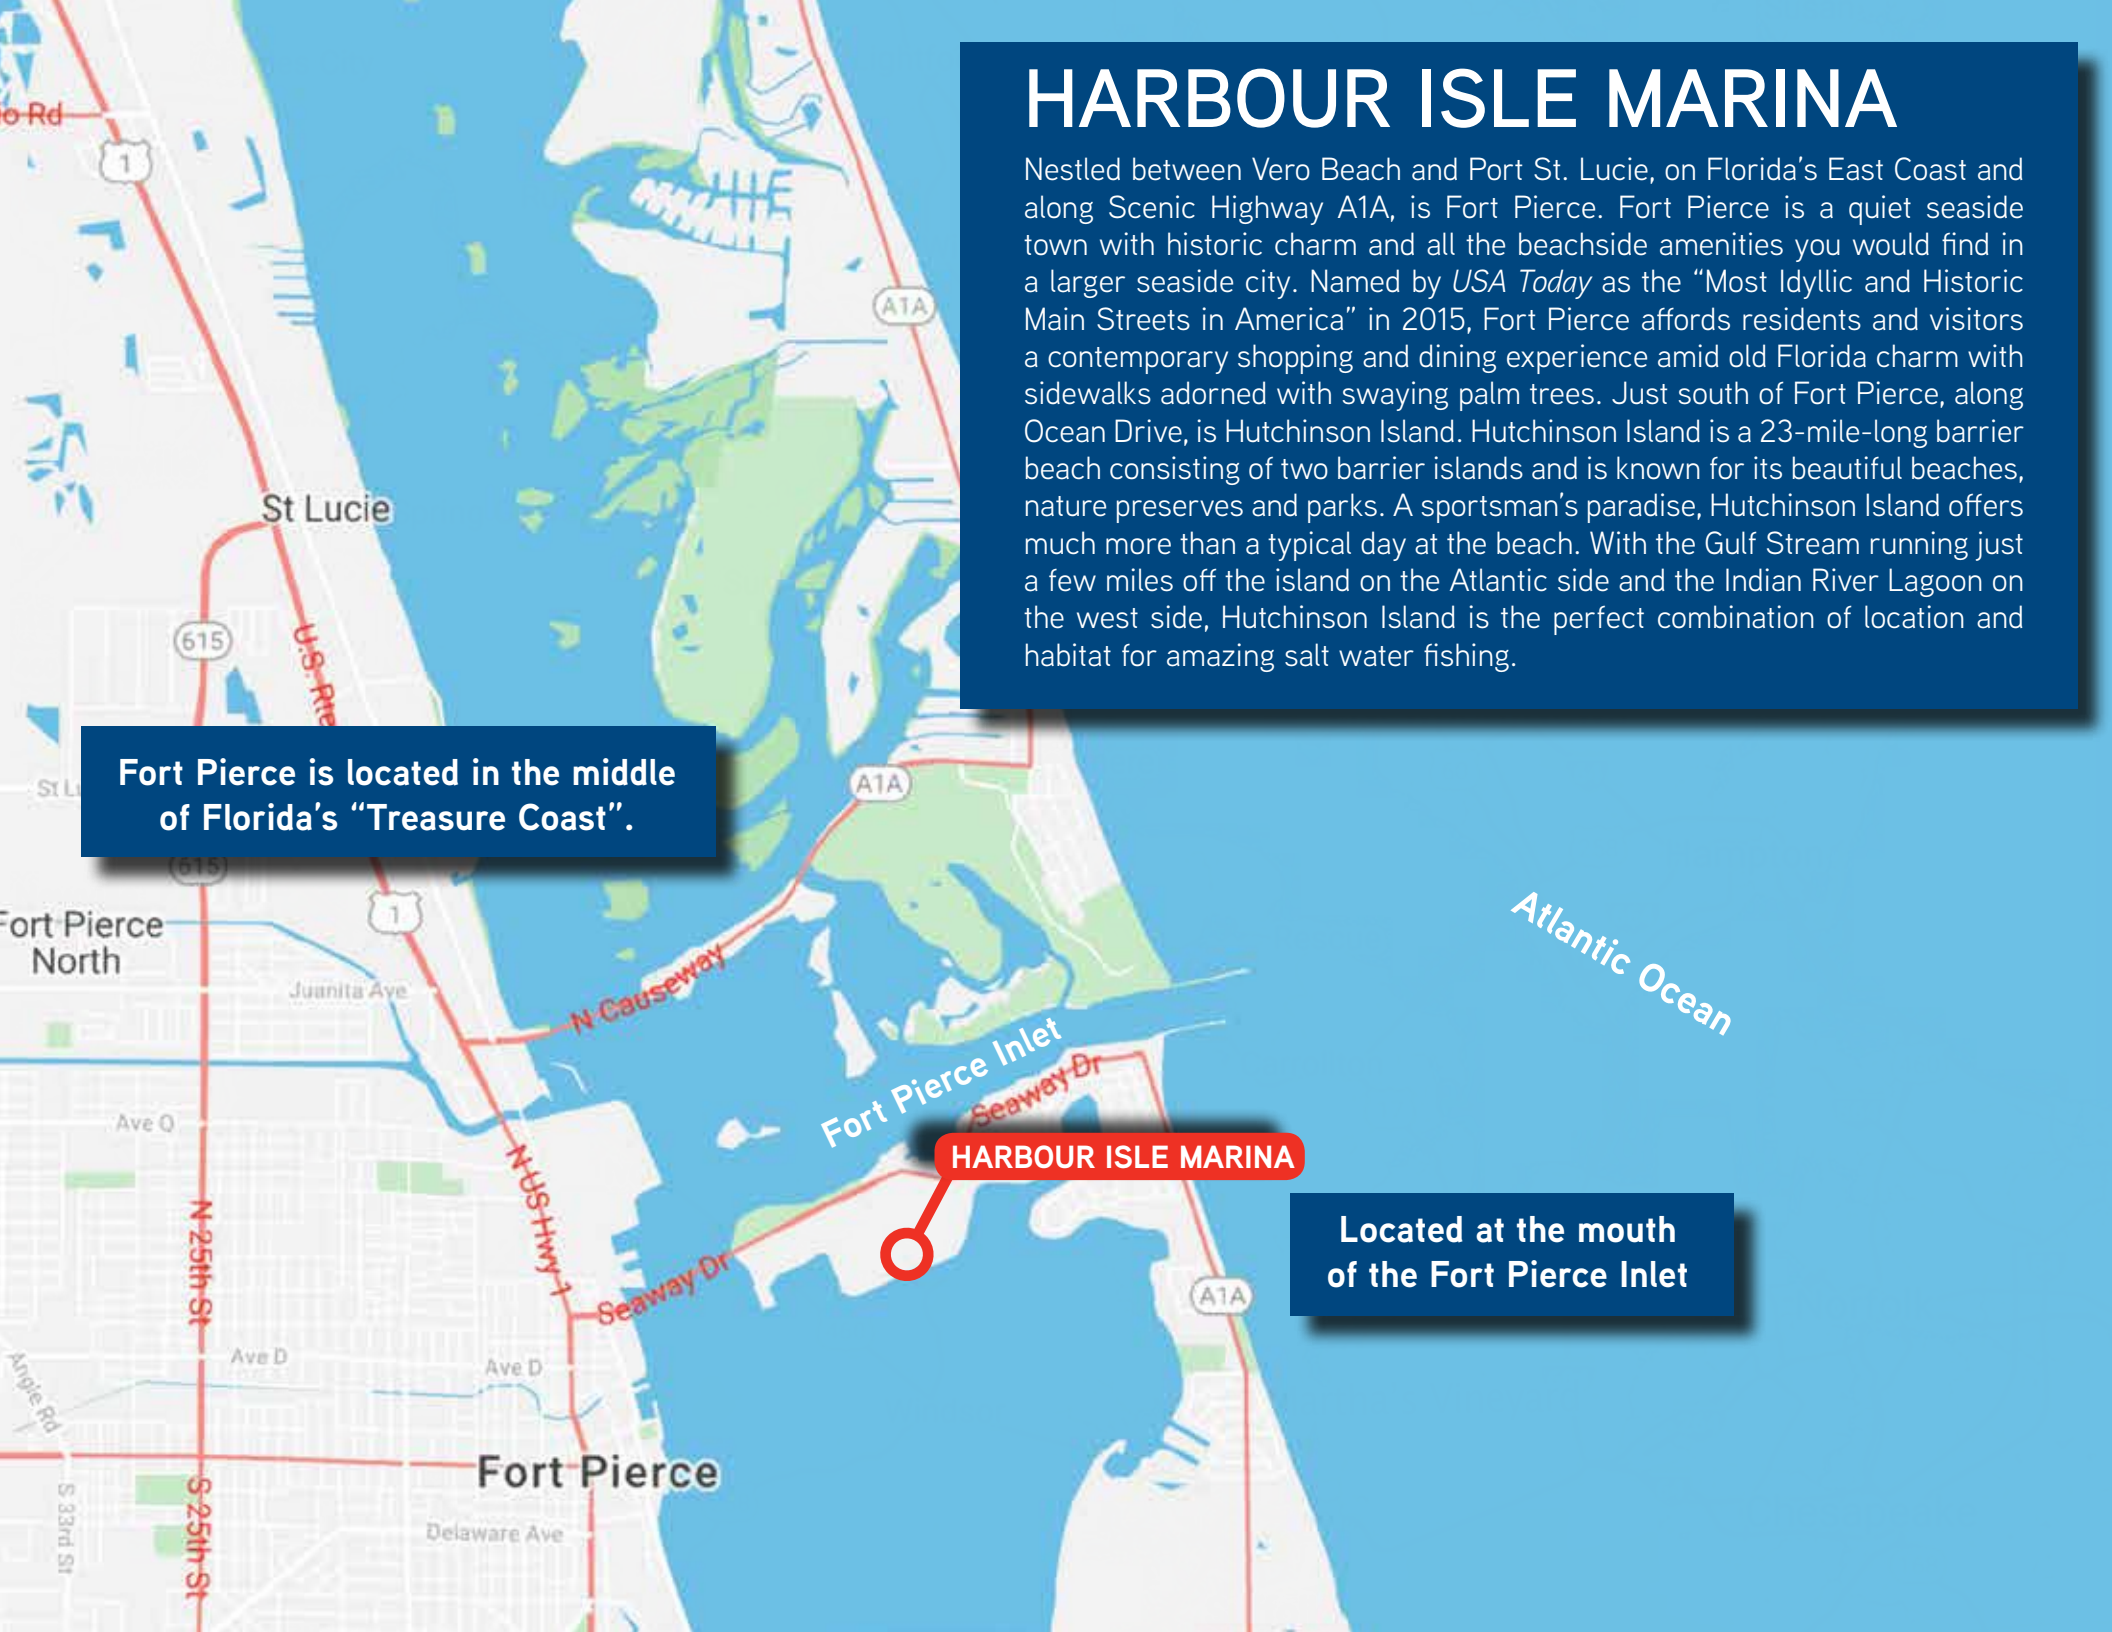 HARBOUR ISLE MARINA
Nestled between Vero Beach and Port St. Lucie, on Florida's East Coast and
along Scenic Highway A1A, is Fort Pierce. Fort Pierce is a quiet seaside
town with historic charm and all the beachside amenities you would find in
a larger seaside city. Named by USA Today as the “Most Idyllic and Historic
Main Streets in America” in 2015, Fort Pierce affords residents and visitors
a contemporary shopping and dining experience amid old Florida charm with
sidewalks adorned with swaying palm trees. Just south of Fort Pierce, along
Ocean Drive, is Hutchinson Island. Hutchinson Island is a 23-mile-long barrier
beach consisting of two barrier islands and is known for its beautiful beaches,
nature preserves and parks. A sportsman's paradise, Hutchinson Island offers
much more than a typical day at the beach. With the Gulf Stream running just
a few miles off the island on the Atlantic side and the Indian River Lagoon on
the west side, Hutchinson Island is the perfect combination of location and
habitat for amazing salt water fishing.
o Rd
1
A1A
St Lucie
615
U.S. Rte
Fort Pierce is located in the middle
of Florida's “Treasure Coast”.
St L
A1A
615
1
Fort Pierce
North
Juanita Ave
N Causeway
Atlantic Ocean
Fort Pierce Inlet
Seaway Dr
Ave Q
HARBOUR ISLE MARINA
N US Hwy 1
N 25th St
Located at the mouth
of the Fort Pierce Inlet
Seaway Dr
A1A
Ave D
Ave D
Angle Rd
Fort Pierce
S 33rd St
S 25th St
Delaware Ave